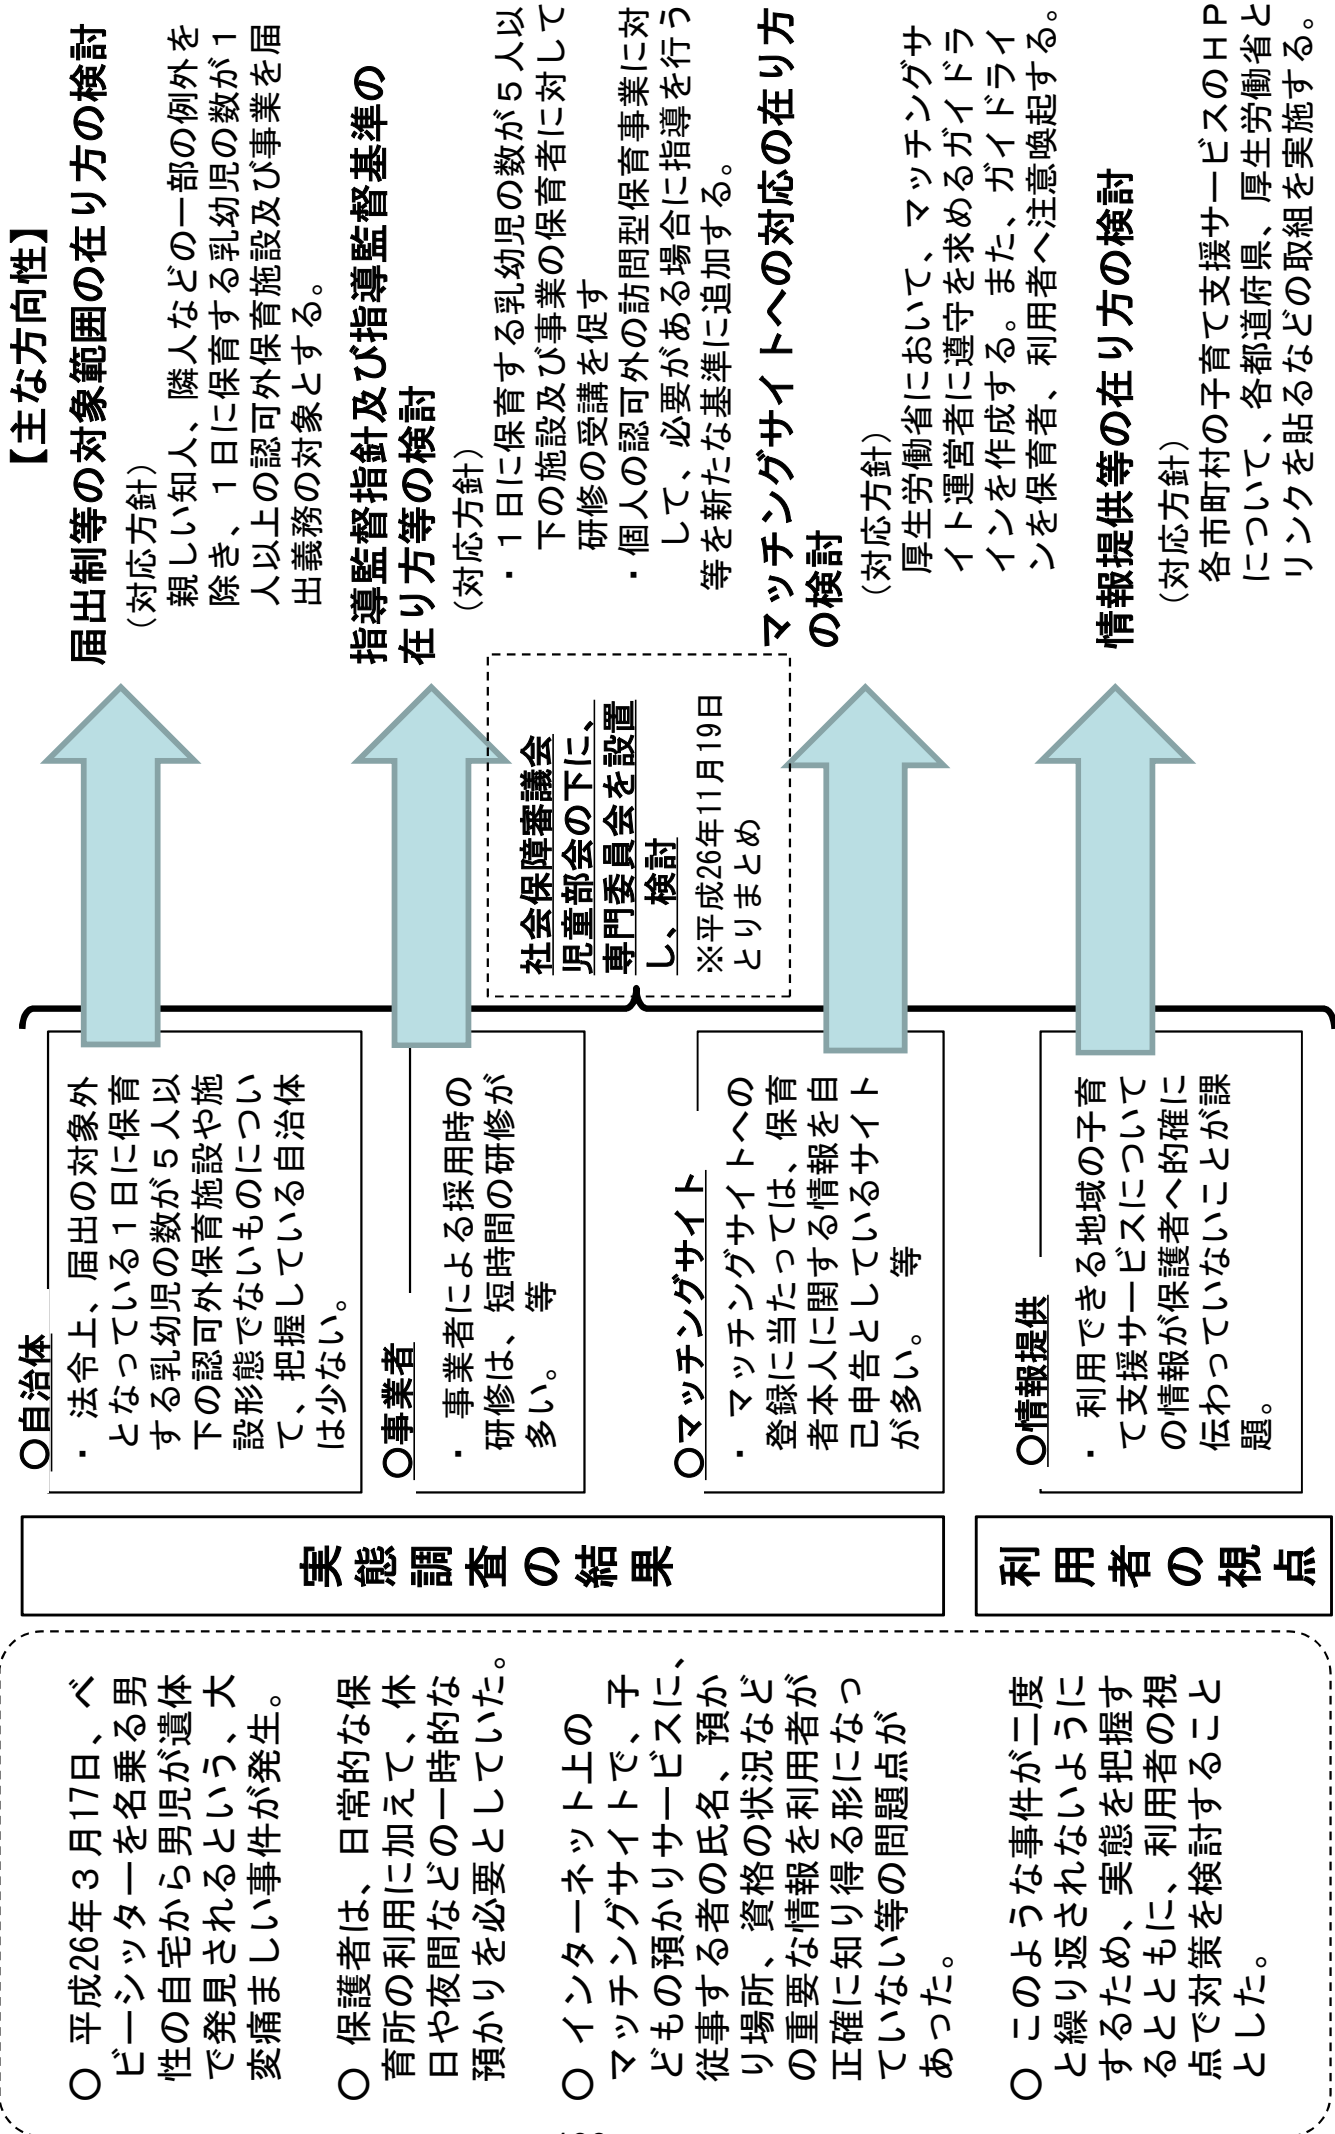 ○ 平成26年３月17日、ベ
ビーシッターを名乗る男
性の自宅から男児が遺体
で発見されるという、大
変痛ましい事件が発生。
○ 保護者は、日常的な保
育所の利用に加えて、休
日や夜間などの一時的な
預かりを必要としていた。
○ インターネット上の
マッチングサイトで、子
どもの預かりサービスに、
従事する者の氏名、預か
り場所、資格の状況など
の重要な情報を利用者が
正確に知り得る形になっ
ていない等の問題点が
あった。
○ このような事件が二度
と繰り返されないように
するため、実態を把握す
るとともに、利用者の視
点で対策を検討すること
とした。
実態調査の結果
利用者の視点
○自治体
・ 法令上、届出の対象外
となっている１日に保育
する乳幼児の数が５人以
下の認可外保育施設や施
設形態でないものについ
て、把握している自治体
は少ない。
○事業者
・ 事業者による採用時の
研修は、短時間の研修が
多い。 等
○マッチングサイト
・ マッチングサイトへの
登録に当たっては、保育
者本人に関する情報を自
己申告としているサイト
が多い。 等
○情報提供
・ 利用できる地域の子育
て支援サービスについて
の情報が保護者へ的確に
伝わっていないことが課
題。
社会保障審議会
児童部会の下に、
専門委員会を設置
し、検討
※平成26年11月19日
とりまとめ
【主な方向性】
届出制等の対象範囲の在り方の検討
（対応方針）
親しい知人、隣人などの一部の例外を
除き、１日に保育する乳幼児の数が１
人以上の認可外保育施設及び事業を届
出義務の対象とする。
指導監督指針及び指導監督基準の
在り方等の検討
（対応方針）
・ １日に保育する乳幼児の数が５人以
下の施設及び事業の保育者に対して
研修の受講を促す
・ 個人の認可外の訪問型保育事業に対
して、必要がある場合に指導を行う
等を新たな基準に追加する。
マッチングサイトへの対応の在り方
の検討
（対応方針）
厚生労働省において、マッチングサ
イト運営者に遵守を求めるガイドラ
インを作成する。また、ガイドライ
ンを保育者、利用者へ注意喚起する。
情報提供等の在り方の検討
（対応方針）
各市町村の子育て支援サービスのＨＰ
について、各都道府県、厚生労働省と
リンクを貼るなどの取組を実施する。